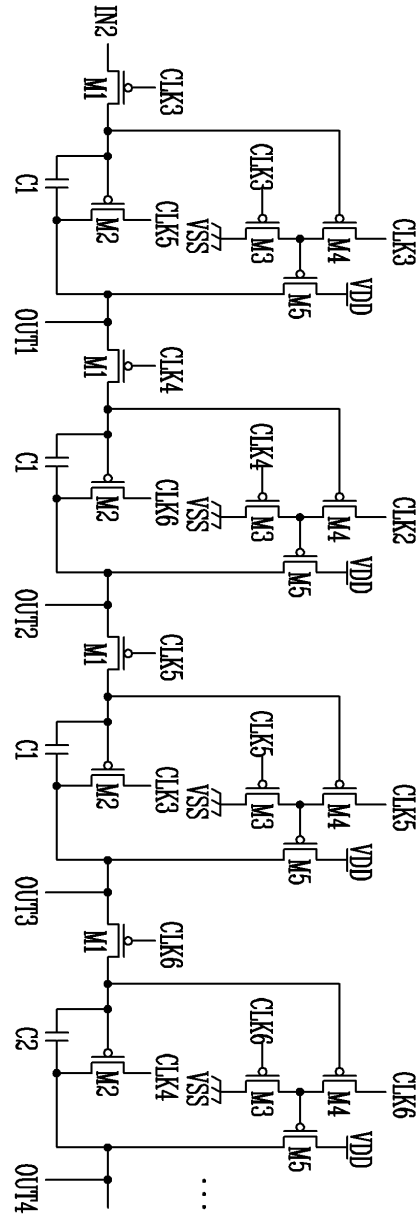 IN2
CLK3
M1
CLK3
M4
CLK3
M3
VSS
VDD
M5
CLK5
M2
C1
OUT1
CLK4
M1
CLK2
M4
CLK4
M3
VSS
VDD
M5
CLK6
M2
C1
OUT2
CLK5
M1
CLK5
M4
CLK5
M3
VSS
VDD
M5
CLK3
M2
C1
OUT3
CLK6
M1
CLK6
M4
CLK6
M3
VSS
VDD
M5
CLK4
M2
C2
OUT4
...